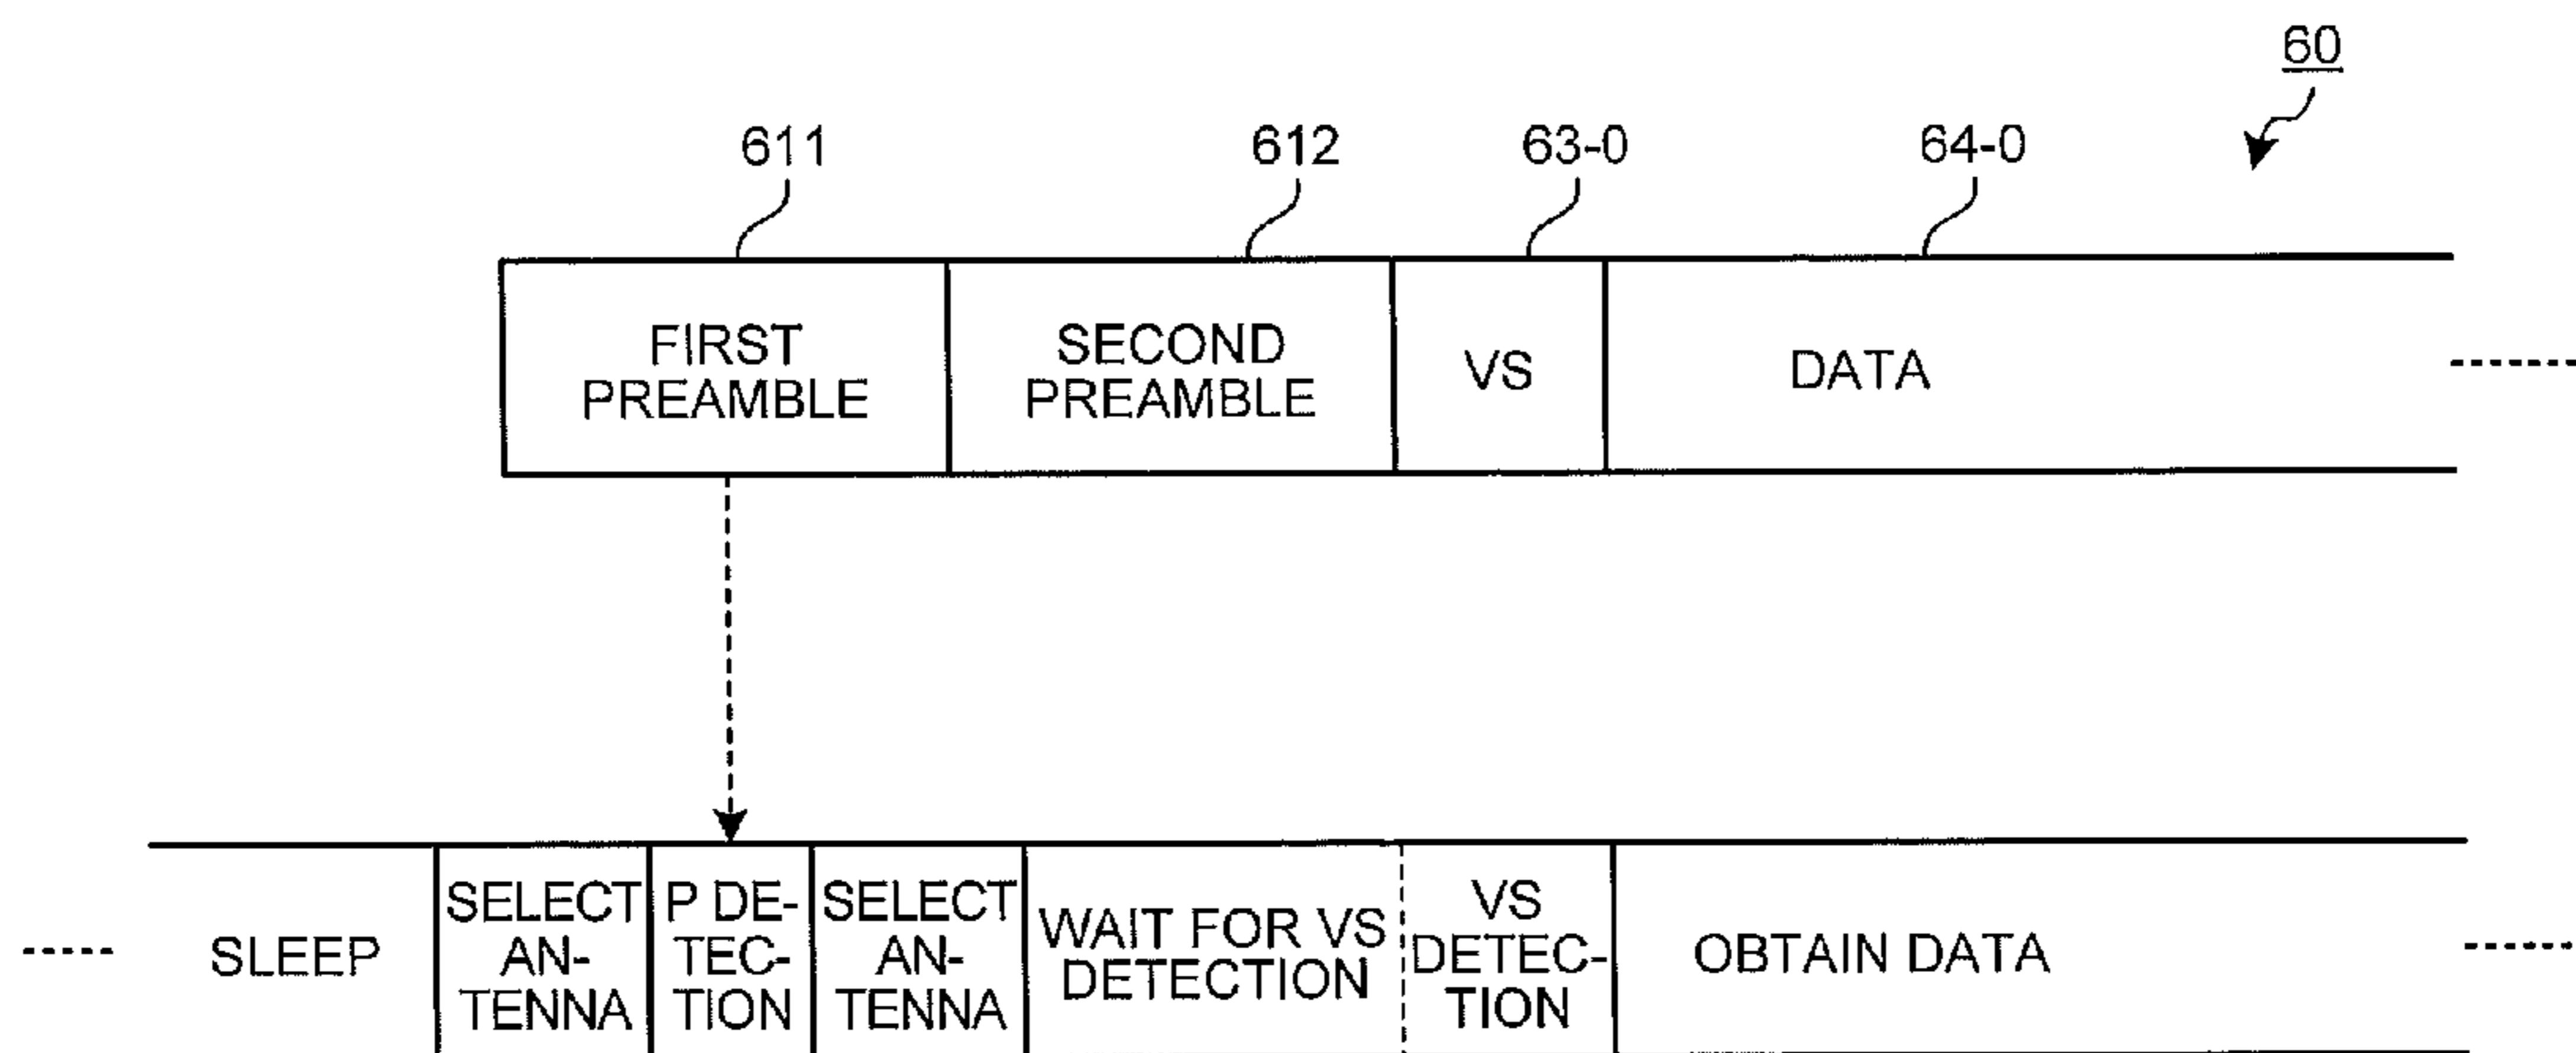 60
611
612
63-0
64-0
FIRST
PREAMBLE
SECOND
PREAMBLE
VS
DATA
SLEEP
SELECT
AN-
TENNA
P DE-
TEC-
TION
SELECT
AN-
TENNA
WAIT FOR VS
DETECTION
VS
DETEC-
TION
OBTAIN DATA